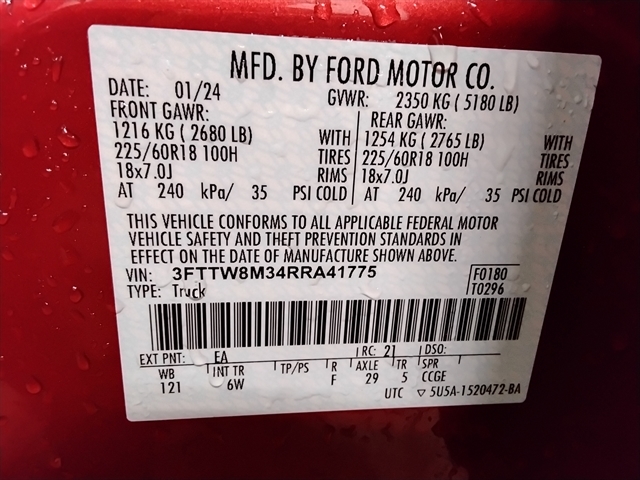 MFD. BY FORD MOTOR CO.
DATE: 01/24 GVWR: 2350 KG ( 5180 LB)
FRONT GAWR: REAR GAWR:
1216 KG ( 2680 LB) WITH 1254 KG ( 2765 LB) WITH
225/60R18 100H TIRES 225/60R18 100H TIRES
18x7.0J RIMS 18x7.0J RIMS
AT 240 kPa/ 35 PSI COLD AT 240 kPa/ 35 PSI COLD
THIS VEHICLE CONFORMS TO ALL APPLICABLE FEDERAL MOTOR
VEHICLE SAFETY AND THEFT PREVENTION STANDARDS IN
EFFECT ON THE DATE OF MANUFACTURE SHOWN ABOVE.
VIN: 3FTTW8M34RRA41775 F0180
TYPE: Truck T0296
EXT PNT: EA RC: 21 DSO:
WB INT TR TP/PS R AXLE TR SPR
121 6W F 29 5 CCGE
UTC ▽ 5U5A-1520472-BA